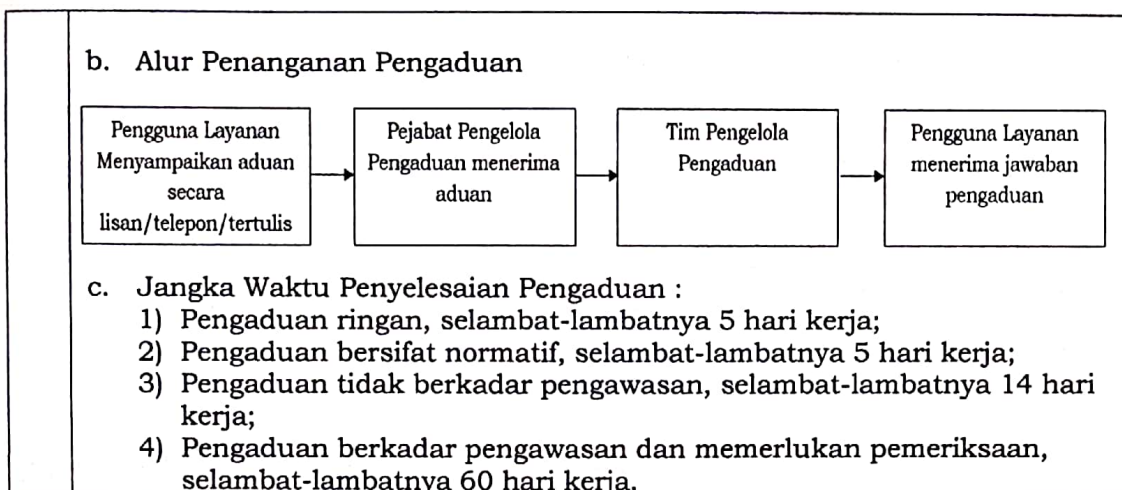 b. Alur Penanganan Pengaduan
Pengguna Layanan
Menyampaikan aduan
secara
lisan/telepon/tertulis
Pejabat Pengelola
Pengaduan menerima
aduan
Tim Pengelola
Pengaduan
Pengguna Layanan
menerima jawaban
pengaduan
c. Jangka Waktu Penyelesaian Pengaduan :
1) Pengaduan ringan, selambat-lambatnya 5 hari kerja;
2) Pengaduan bersifat normatif, selambat-lambatnya 5 hari kerja;
3) Pengaduan tidak berkadar pengawasan, selambat-lambatnya 14 hari
kerja;
4) Pengaduan berkadar pengawasan dan memerlukan pemeriksaan,
selambat-lambatnya 60 hari kerja.